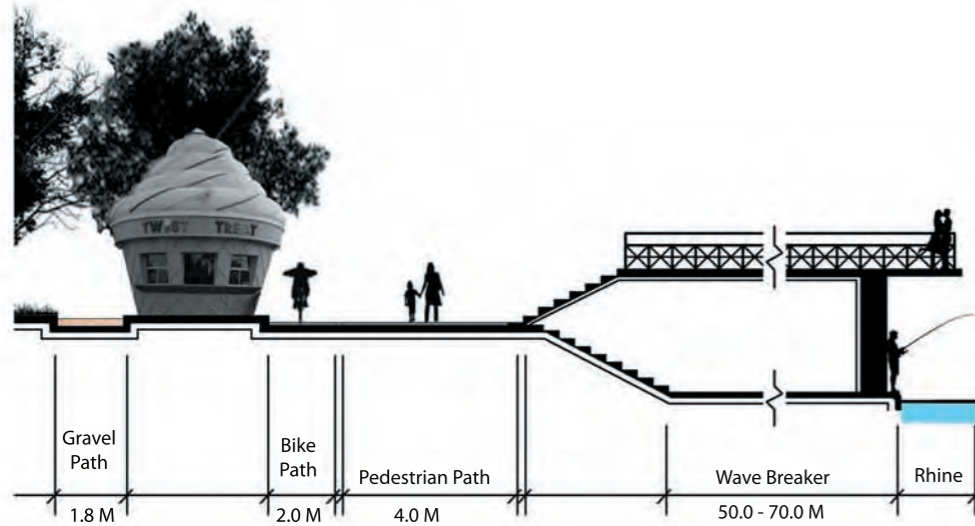 TWIST TREAT
Gravel
Path
Bike
Path
Pedestrian Path
Wave Breaker
Rhine
1.8 M
2.0 M
4.0 M
50.0 - 70.0 M